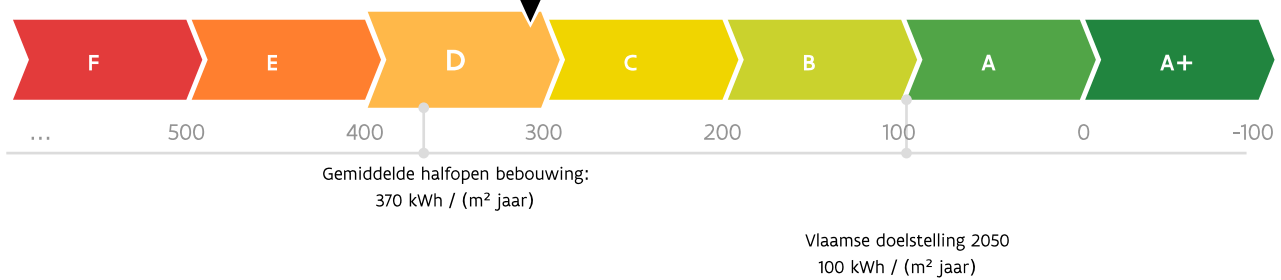 F E D C B A A+
... 500 400 300 200 100 0 -100
Gemiddelde halfopen bebouwing:
370 kWh / (m² jaar)
Vlaamse doelstelling 2050
100 kWh / (m² jaar)